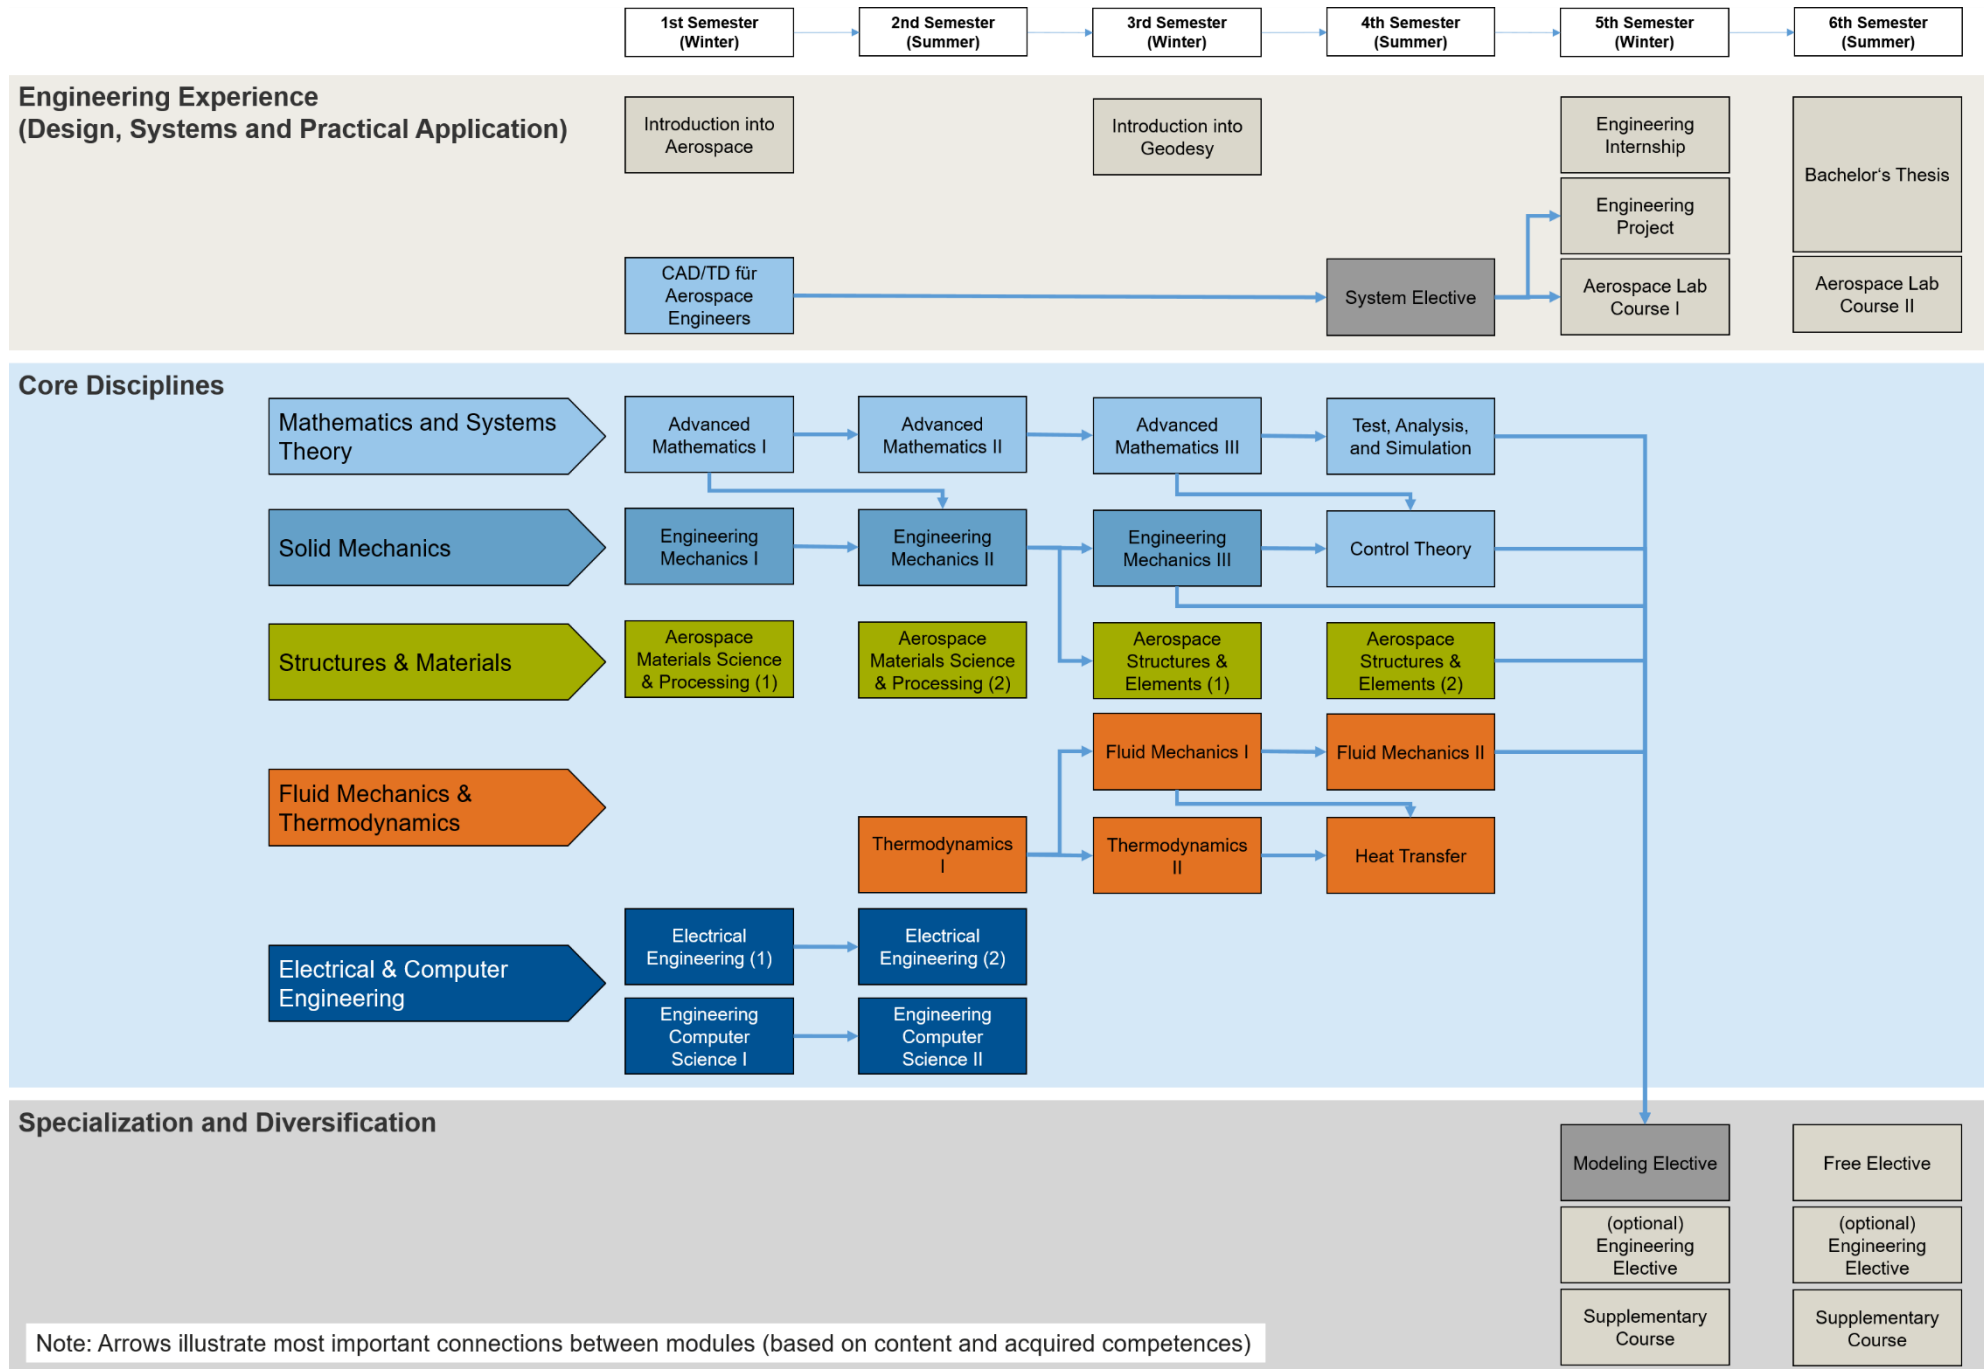 1st Semester
(Winter)
2nd Semester
(Summer)
3rd Semester
(Winter)
4th Semester
(Summer)
5th Semester
(Winter)
6th Semester
(Summer)
Engineering Experience
(Design, Systems and Practical Application)
Introduction into
Aerospace
Introduction into
Geodesy
Engineering
Internship
Bachelor‘s Thesis
Engineering
Project
CAD/TD für
Aerospace
Engineers
System Elective
Aerospace Lab
Course I
Aerospace Lab
Course II
Core Disciplines
Mathematics and Systems
Theory
Advanced
Mathematics I
Advanced
Mathematics II
Advanced
Mathematics III
Test, Analysis,
and Simulation
Solid Mechanics
Engineering
Mechanics I
Engineering
Mechanics II
Engineering
Mechanics III
Control Theory
Structures & Materials
Aerospace
Materials Science
& Processing (1)
Aerospace
Materials Science
& Processing (2)
Aerospace
Structures &
Elements (1)
Aerospace
Structures &
Elements (2)
Fluid Mechanics &
Thermodynamics
Fluid Mechanics I
Fluid Mechanics II
Thermodynamics
I
Thermodynamics
II
Heat Transfer
Electrical & Computer
Engineering
Electrical
Engineering (1)
Electrical
Engineering (2)
Engineering
Computer
Science I
Engineering
Computer
Science II
Specialization and Diversification
Modeling Elective
Free Elective
(optional)
Engineering
Elective
(optional)
Engineering
Elective
Supplementary
Course
Supplementary
Course
Note: Arrows illustrate most important connections between modules (based on content and acquired competences)